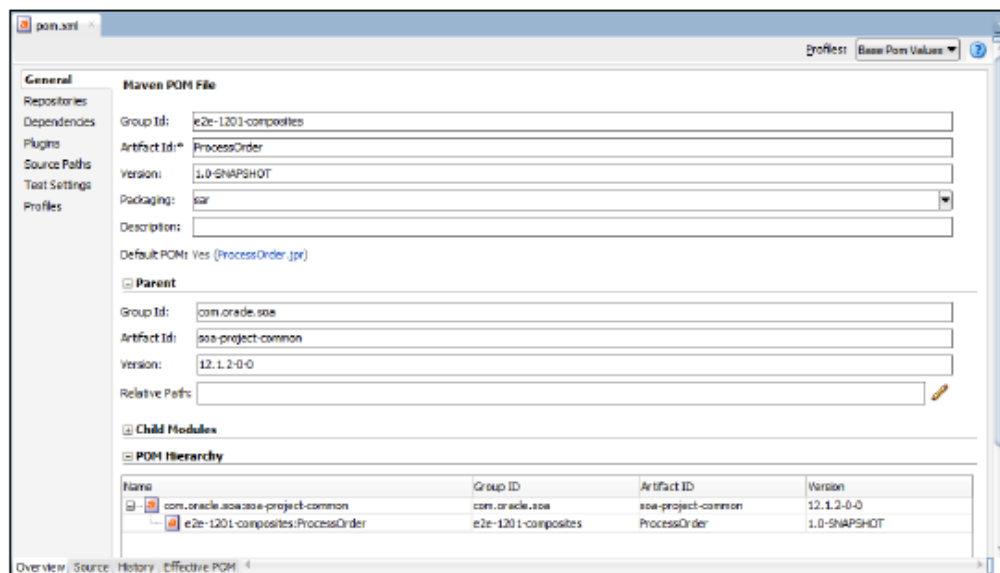 pom.xml
Profiles: Base Pom Values
General
Repositories
Dependencies
Plugins
Source Paths
Test Settings
Profiles
Maven POM File
Group Id: e2e-1201-composites
Artifact Id:* ProcessOrder
Version: 1.0-SNAPSHOT
Packaging: sar
Description:
Default POM: Yes (ProcessOrder.jpr)
Parent
Group Id: com.oracle.soa
Artifact Id: soa-project-common
Version: 12.1.2-0-0
Relative Path:
Child Modules
POM Hierarchy
Name Group ID Artifact ID Version
com.oracle.soa:soa-project-common com.oracle.soa soa-project-common 12.1.2-0-0
e2e-1201-composites:ProcessOrder e2e-1201-composites ProcessOrder 1.0-SNAPSHOT
Overview Source History Effective POM